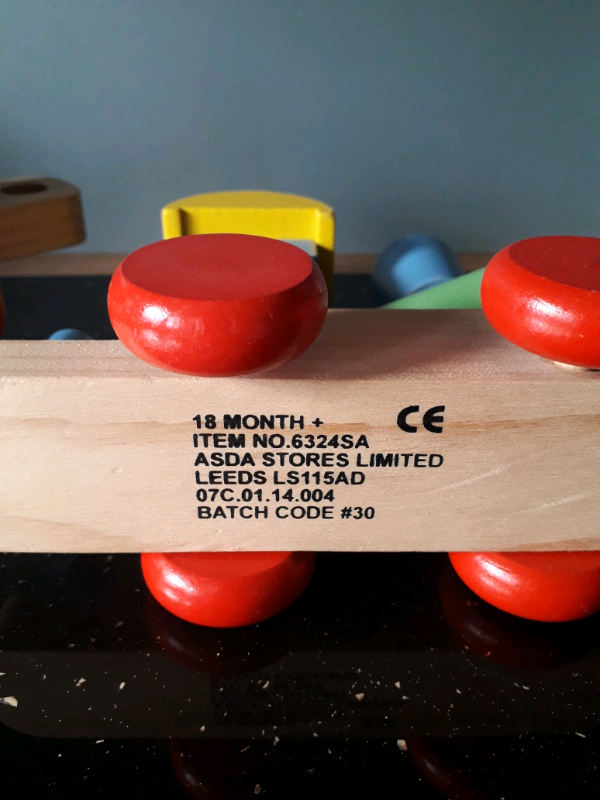 18 MONTH + CE
ITEM NO.6324SA
ASDA STORES LIMITED
LEEDS LS115AD
07C.01.14.004
BATCH CODE #30